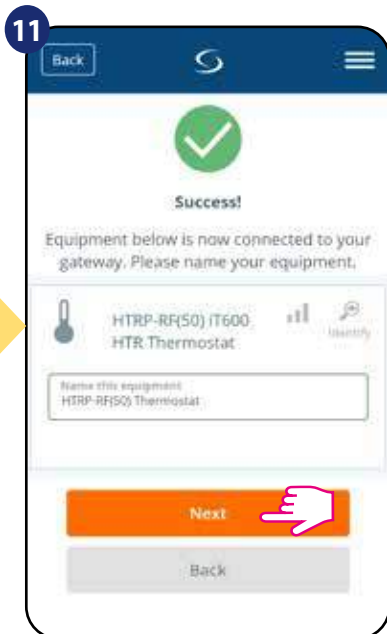 11
Back
Success!
Equipment below is now connected to your
gateway. Please name your equipment.
HTRP-RF(50) iT600
HTR Thermostat
Identify
Name this equipment
HTRP-RF(50) Thermostat
Next
Back